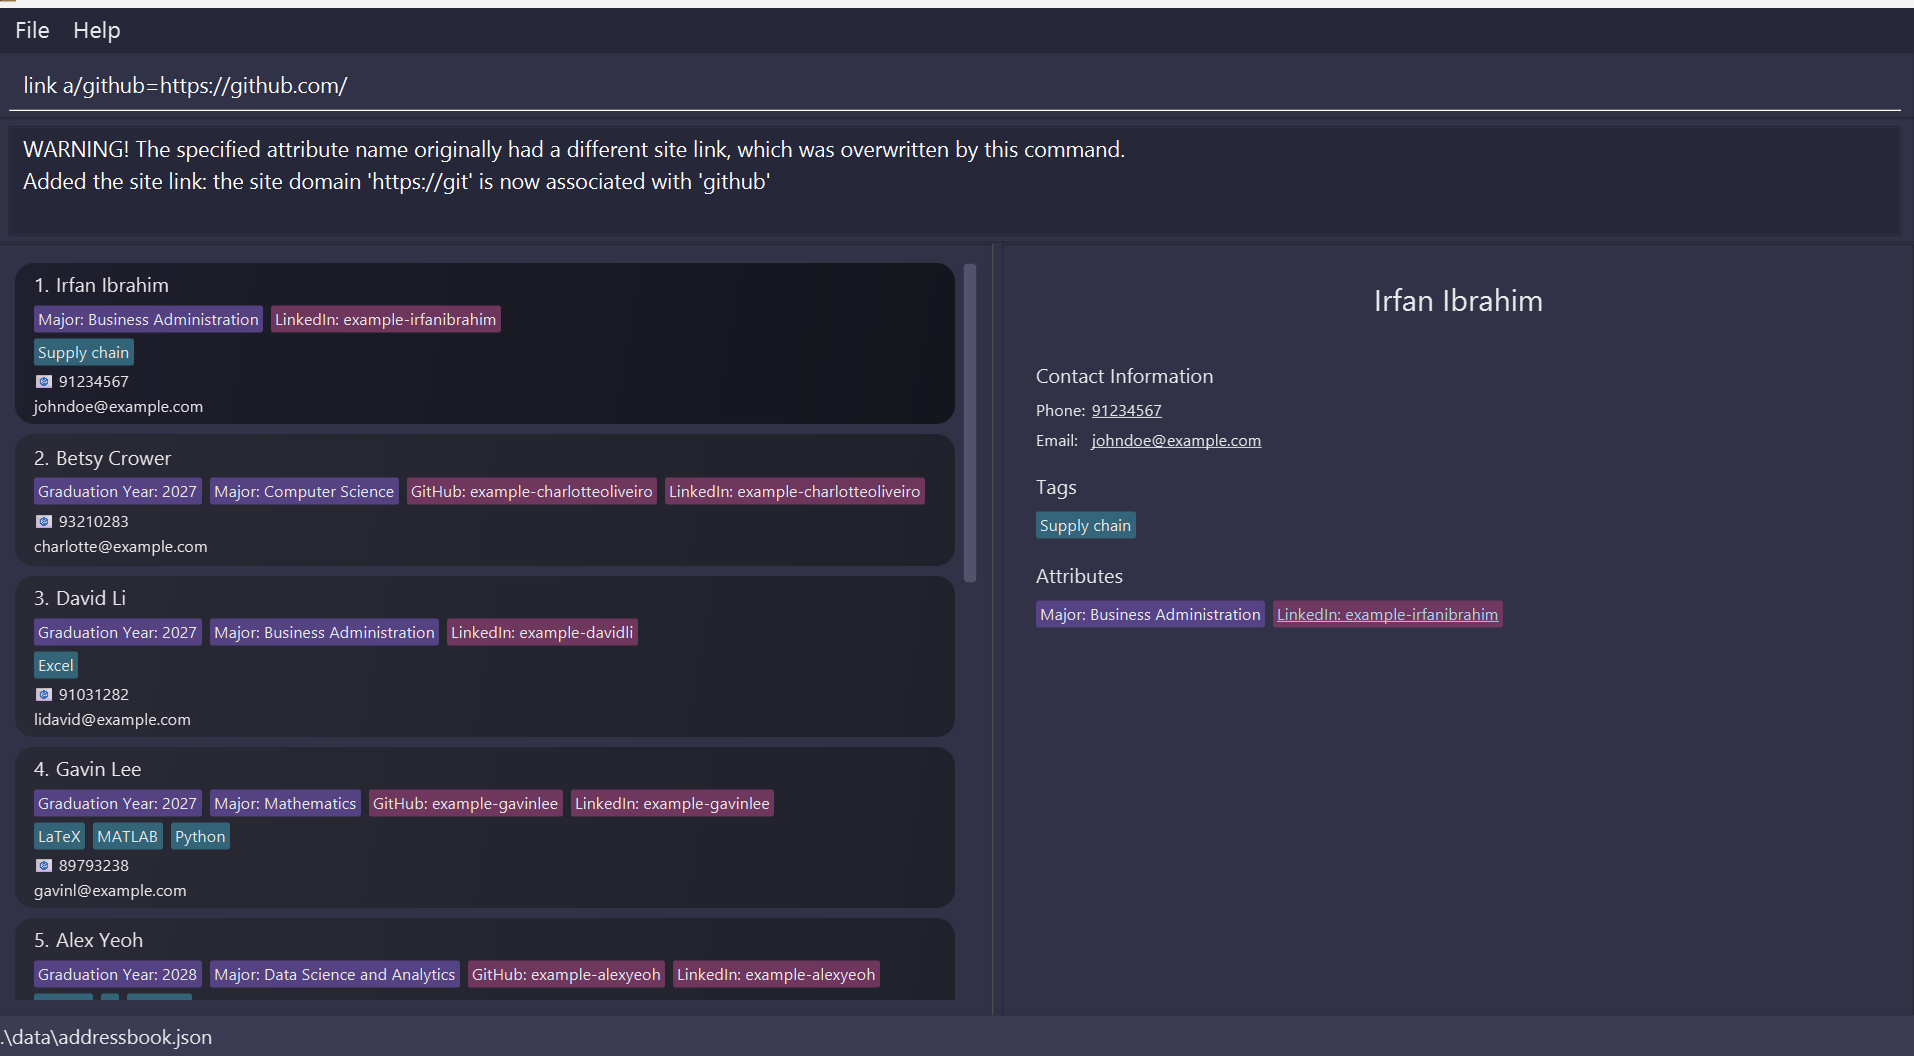 File Help
link a/github=https://github.com/
WARNING! The specified attribute name originally had a different site link, which was overwritten by this command.
Added the site link: the site domain 'https://git' is now associated with 'github'
1. Irfan Ibrahim
Major: Business Administration LinkedIn: example-irfanibrahim
Supply chain
91234567
johndoe@example.com
2. Betsy Crower
Graduation Year: 2027 Major: Computer Science GitHub: example-charlotteoliveiro LinkedIn: example-charlotteoliveiro
93210283
charlotte@example.com
3. David Li
Graduation Year: 2027 Major: Business Administration LinkedIn: example-davidli
Excel
91031282
lidavid@example.com
4. Gavin Lee
Graduation Year: 2027 Major: Mathematics GitHub: example-gavinlee LinkedIn: example-gavinlee
LaTeX MATLAB Python
89793238
gavinl@example.com
5. Alex Yeoh
Graduation Year: 2028 Major: Data Science and Analytics GitHub: example-alexyeoh LinkedIn: example-alexyeoh
Irfan Ibrahim
Contact Information
Phone: 91234567
Email: johndoe@example.com
Tags
Supply chain
Attributes
Major: Business Administration LinkedIn: example-irfanibrahim
.\data\addressbook.json